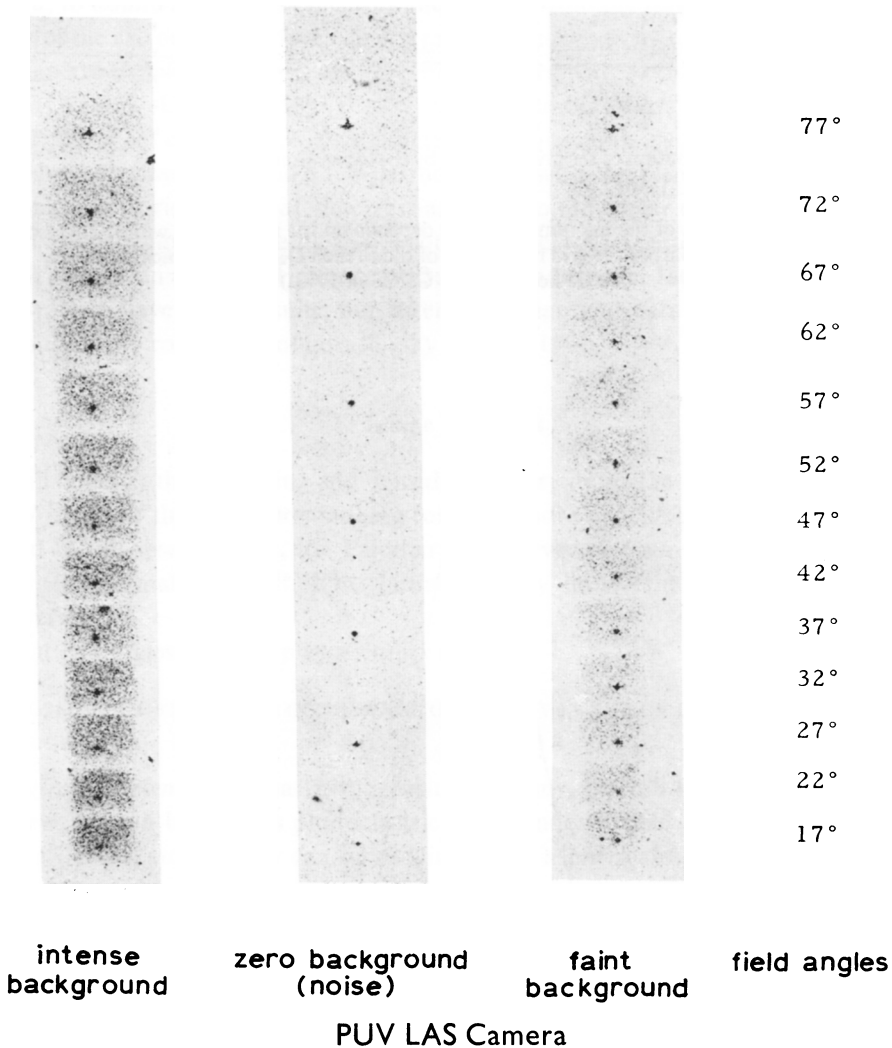 77°
72°
67°
62°
57°
52°
47°
42°
37°
32°
27°
22°
17°
intense background
zero background (noise)
faint background
field angles
PUV LAS Camera